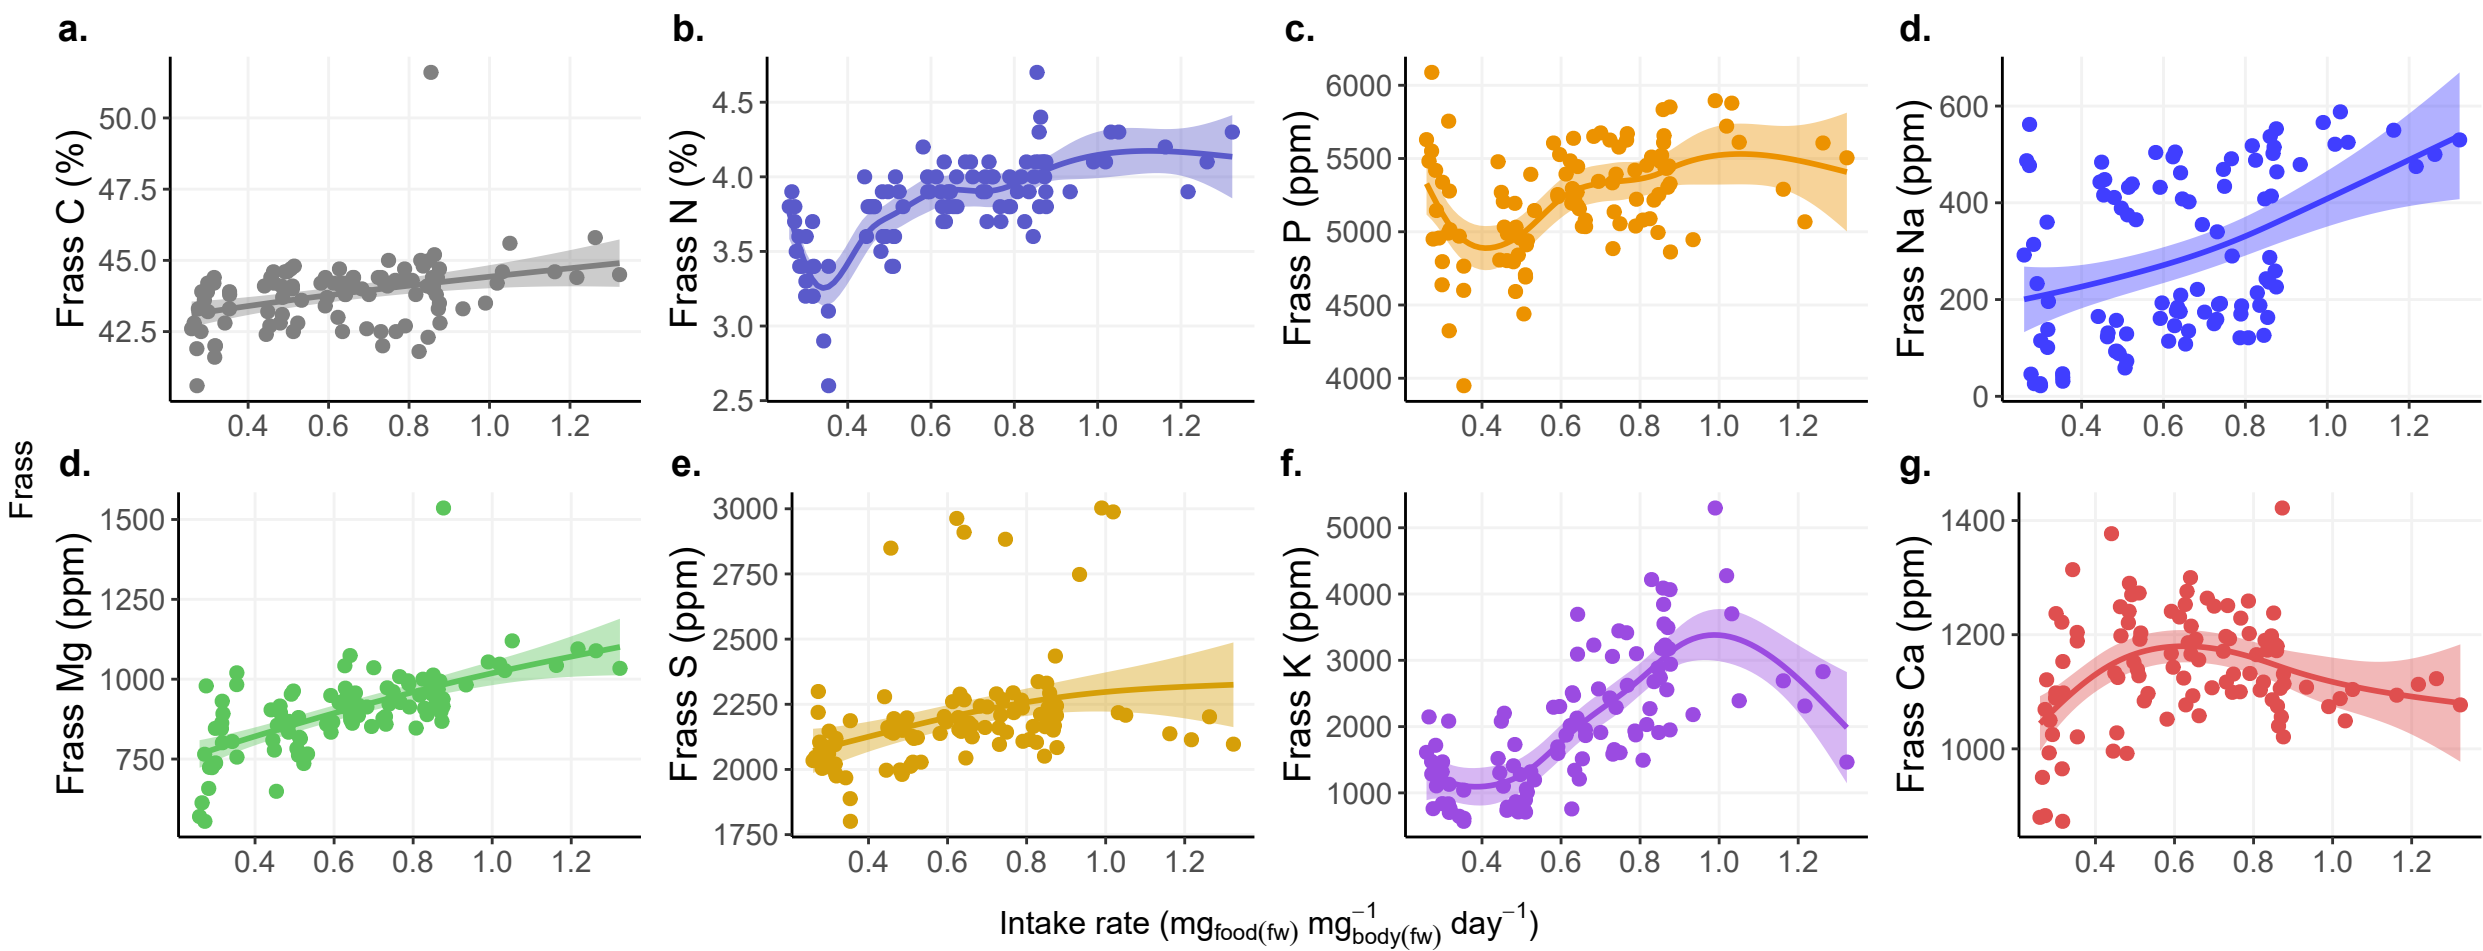 a.
Frass C (%)
50.0
47.5
45.0
42.5
0.4 0.6 0.8 1.0 1.2
b.
Frass N (%)
4.5
4.0
3.5
3.0
2.5
0.4 0.6 0.8 1.0 1.2
c.
Frass P (ppm)
6000
5500
5000
4500
4000
0.4 0.6 0.8 1.0 1.2
d.
Frass Na (ppm)
600
400
200
0
0.4 0.6 0.8 1.0 1.2
Frass
d.
Frass Mg (ppm)
1500
1250
1000
750
0.4 0.6 0.8 1.0 1.2
e.
Frass S (ppm)
3000
2750
2500
2250
2000
1750
0.4 0.6 0.8 1.0 1.2
f.
Frass K (ppm)
5000
4000
3000
2000
1000
0.4 0.6 0.8 1.0 1.2
g.
Frass Ca (ppm)
1400
1200
1000
0.4 0.6 0.8 1.0 1.2
Intake rate (mg food(fw) mg body(fw) −1 day −1)